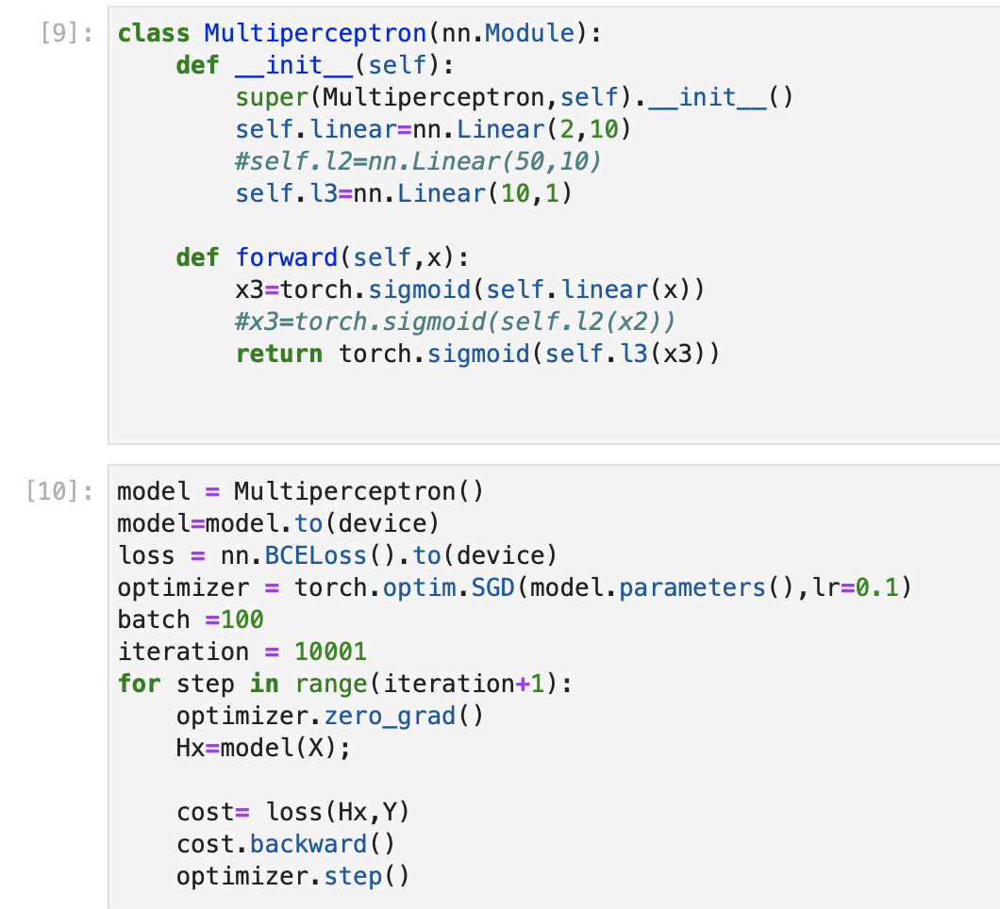 [9]: class Multiperceptron(nn.Module):
    def __init__(self):
        super(Multiperceptron,self).__init__()
        self.linear=nn.Linear(2,10)
        #self.l2=nn.Linear(50,10)
        self.l3=nn.Linear(10,1)
    def forward(self,x):
        x3=torch.sigmoid(self.linear(x))
        #x3=torch.sigmoid(self.l2(x2))
        return torch.sigmoid(self.l3(x3))
[10]: model = Multiperceptron()
model=model.to(device)
loss = nn.BCELoss().to(device)
optimizer = torch.optim.SGD(model.parameters(),lr=0.1)
batch =100
iteration = 10001
for step in range(iteration+1):
    optimizer.zero_grad()
    Hx=model(X);
    cost= loss(Hx,Y)
    cost.backward()
    optimizer.step()